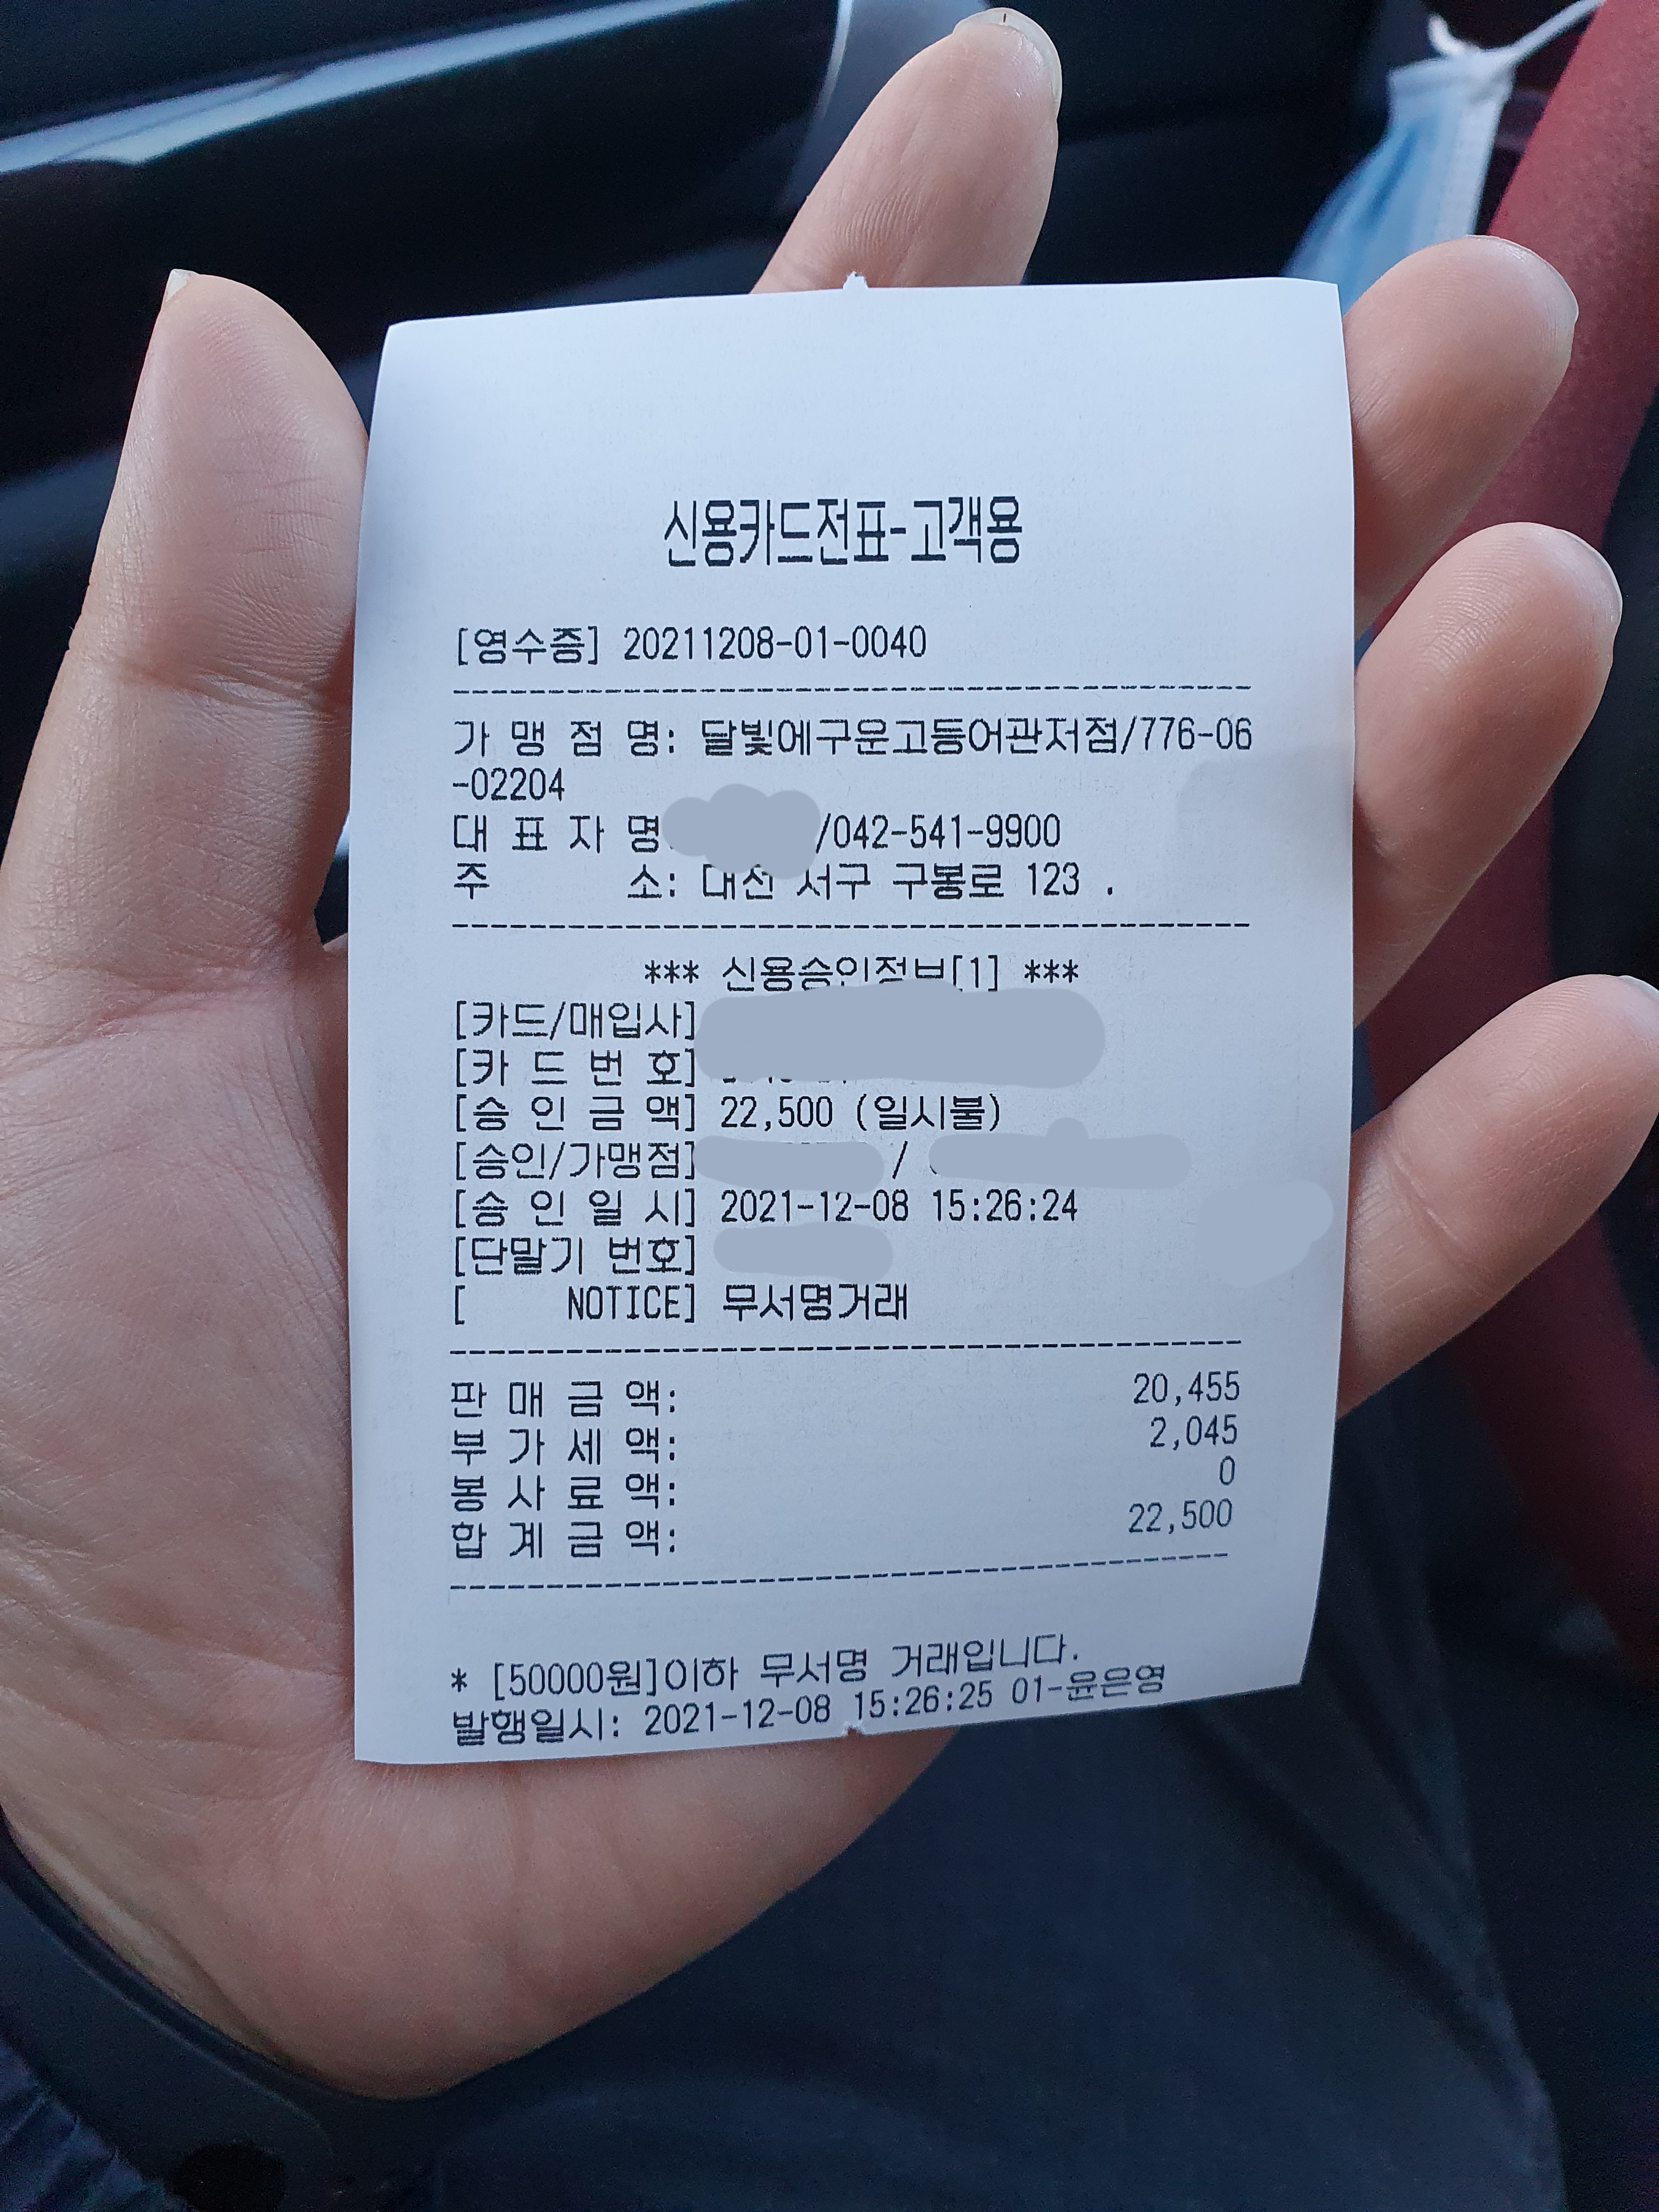 신용카드전표-고객용
[영수증] 20211208-01-0040
가 맹 점 명: 달빛에구운고등어관저점/776-06
-02204
대 표 자 명 /042-541-9900
주 소: 대전 서구 구봉로 123 .
*** 신용승인정보[1] ***
[카드/매입사]
[카 드 번 호]
[승 인 금 액] 22,500 (일시불)
[승인/가맹점] /
[승 인 일 시] 2021-12-08 15:26:24
[단말기 번호]
[ NOTICE] 무서명거래
판 매 금 액: 20,455
부 가 세 액: 2,045
봉 사 료 액: 0
합 계 금 액: 22,500
* [50000원]이하 무서명 거래입니다.
발행일시: 2021-12-08 15:26:25 01-윤은영